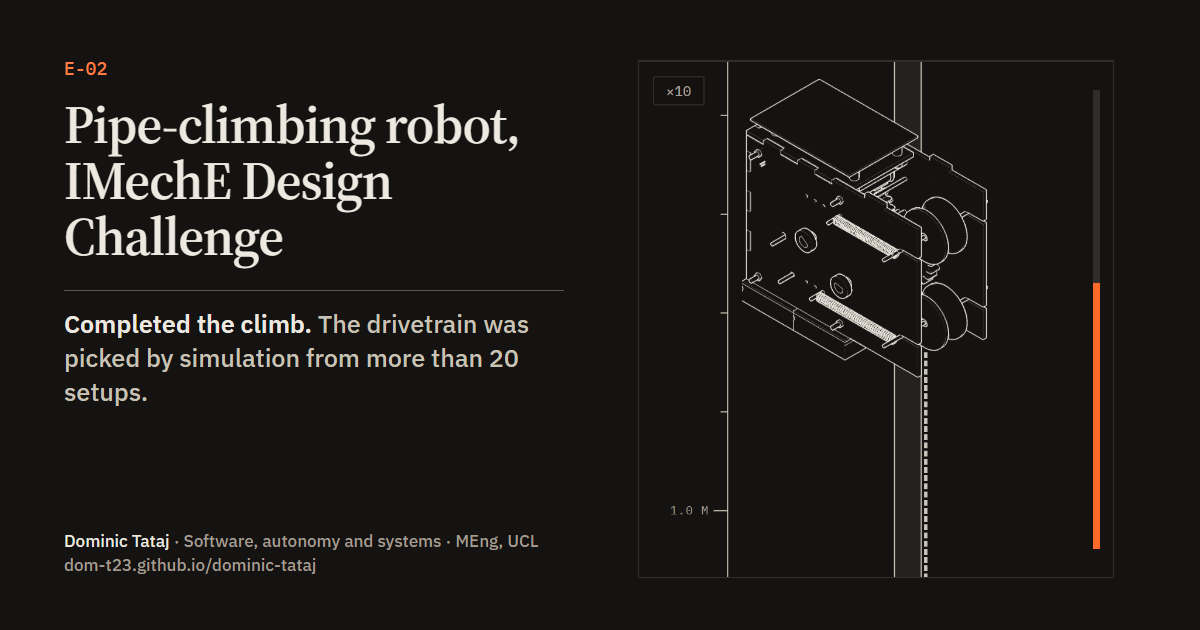 E-02
Pipe-climbing robot,
IMechE Design
Challenge
Completed the climb. The drivetrain was
picked by simulation from more than 20
setups.
Dominic Tataj · Software, autonomy and systems · MEng, UCL
dom-t23.github.io/dominic-tataj
×10
1.0 M